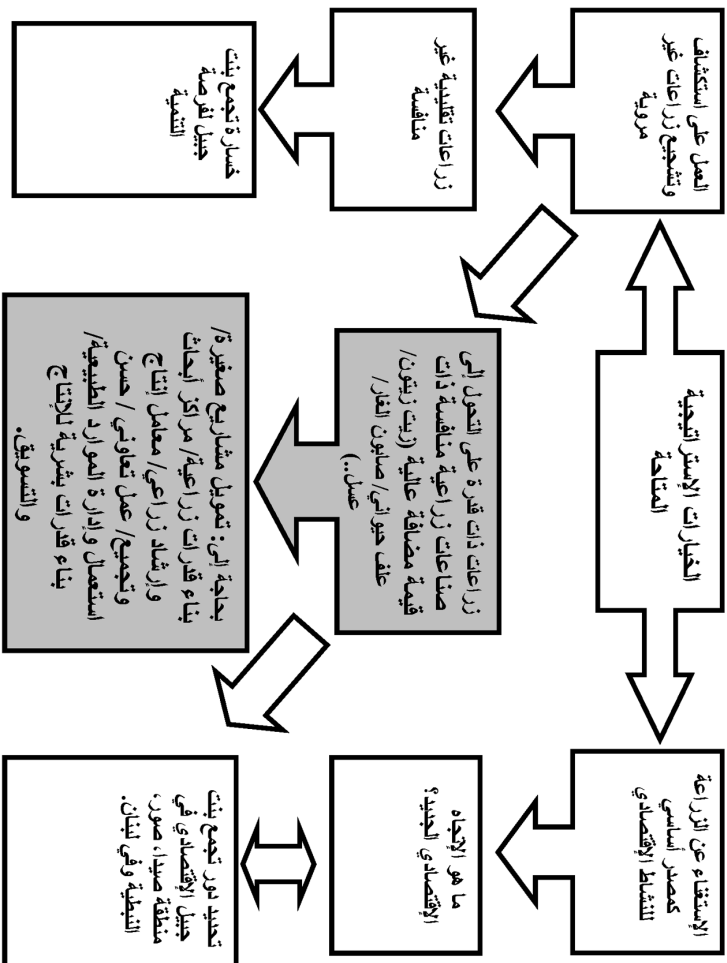 الخيارات الإستراتيجية
المتاحة
العمل على استكشاف
وتشجيع زراعات غير
مروية
الإستغناء عن الزراعة
كمصدر أساسي
للنشاط الإقتصادي
زراعات تقليدية غير
منافسة
زراعات ذات قدرة على التحول إلى
صناعات زراعية منافسة ذات
قيمة مضافة عالية (زيت زيتون/
علف حيواني/ صابون الغار/
عسل..)
ما هو الإتجاه
الإقتصادي الجديد؟
خسارة تجمع بنت
جبيل لفرصة
التنمية
بحاجة إلى: تمويل مشاريع صغيرة/
بناء قدرات زراعية/ مراكز أبحاث
وإرشاد زراعي/ معامل إنتاج
وتجميع/ عمل تعاوني/ حسن
استعمال وإدارة الموارد الطبيعية/
بناء قدرات بشرية للإنتاج
والتسويق.
تحديد دور تجمع بنت
جبيل الإقتصادي في
منطقة صيدا، صور،
النبطية وفي لبنان.